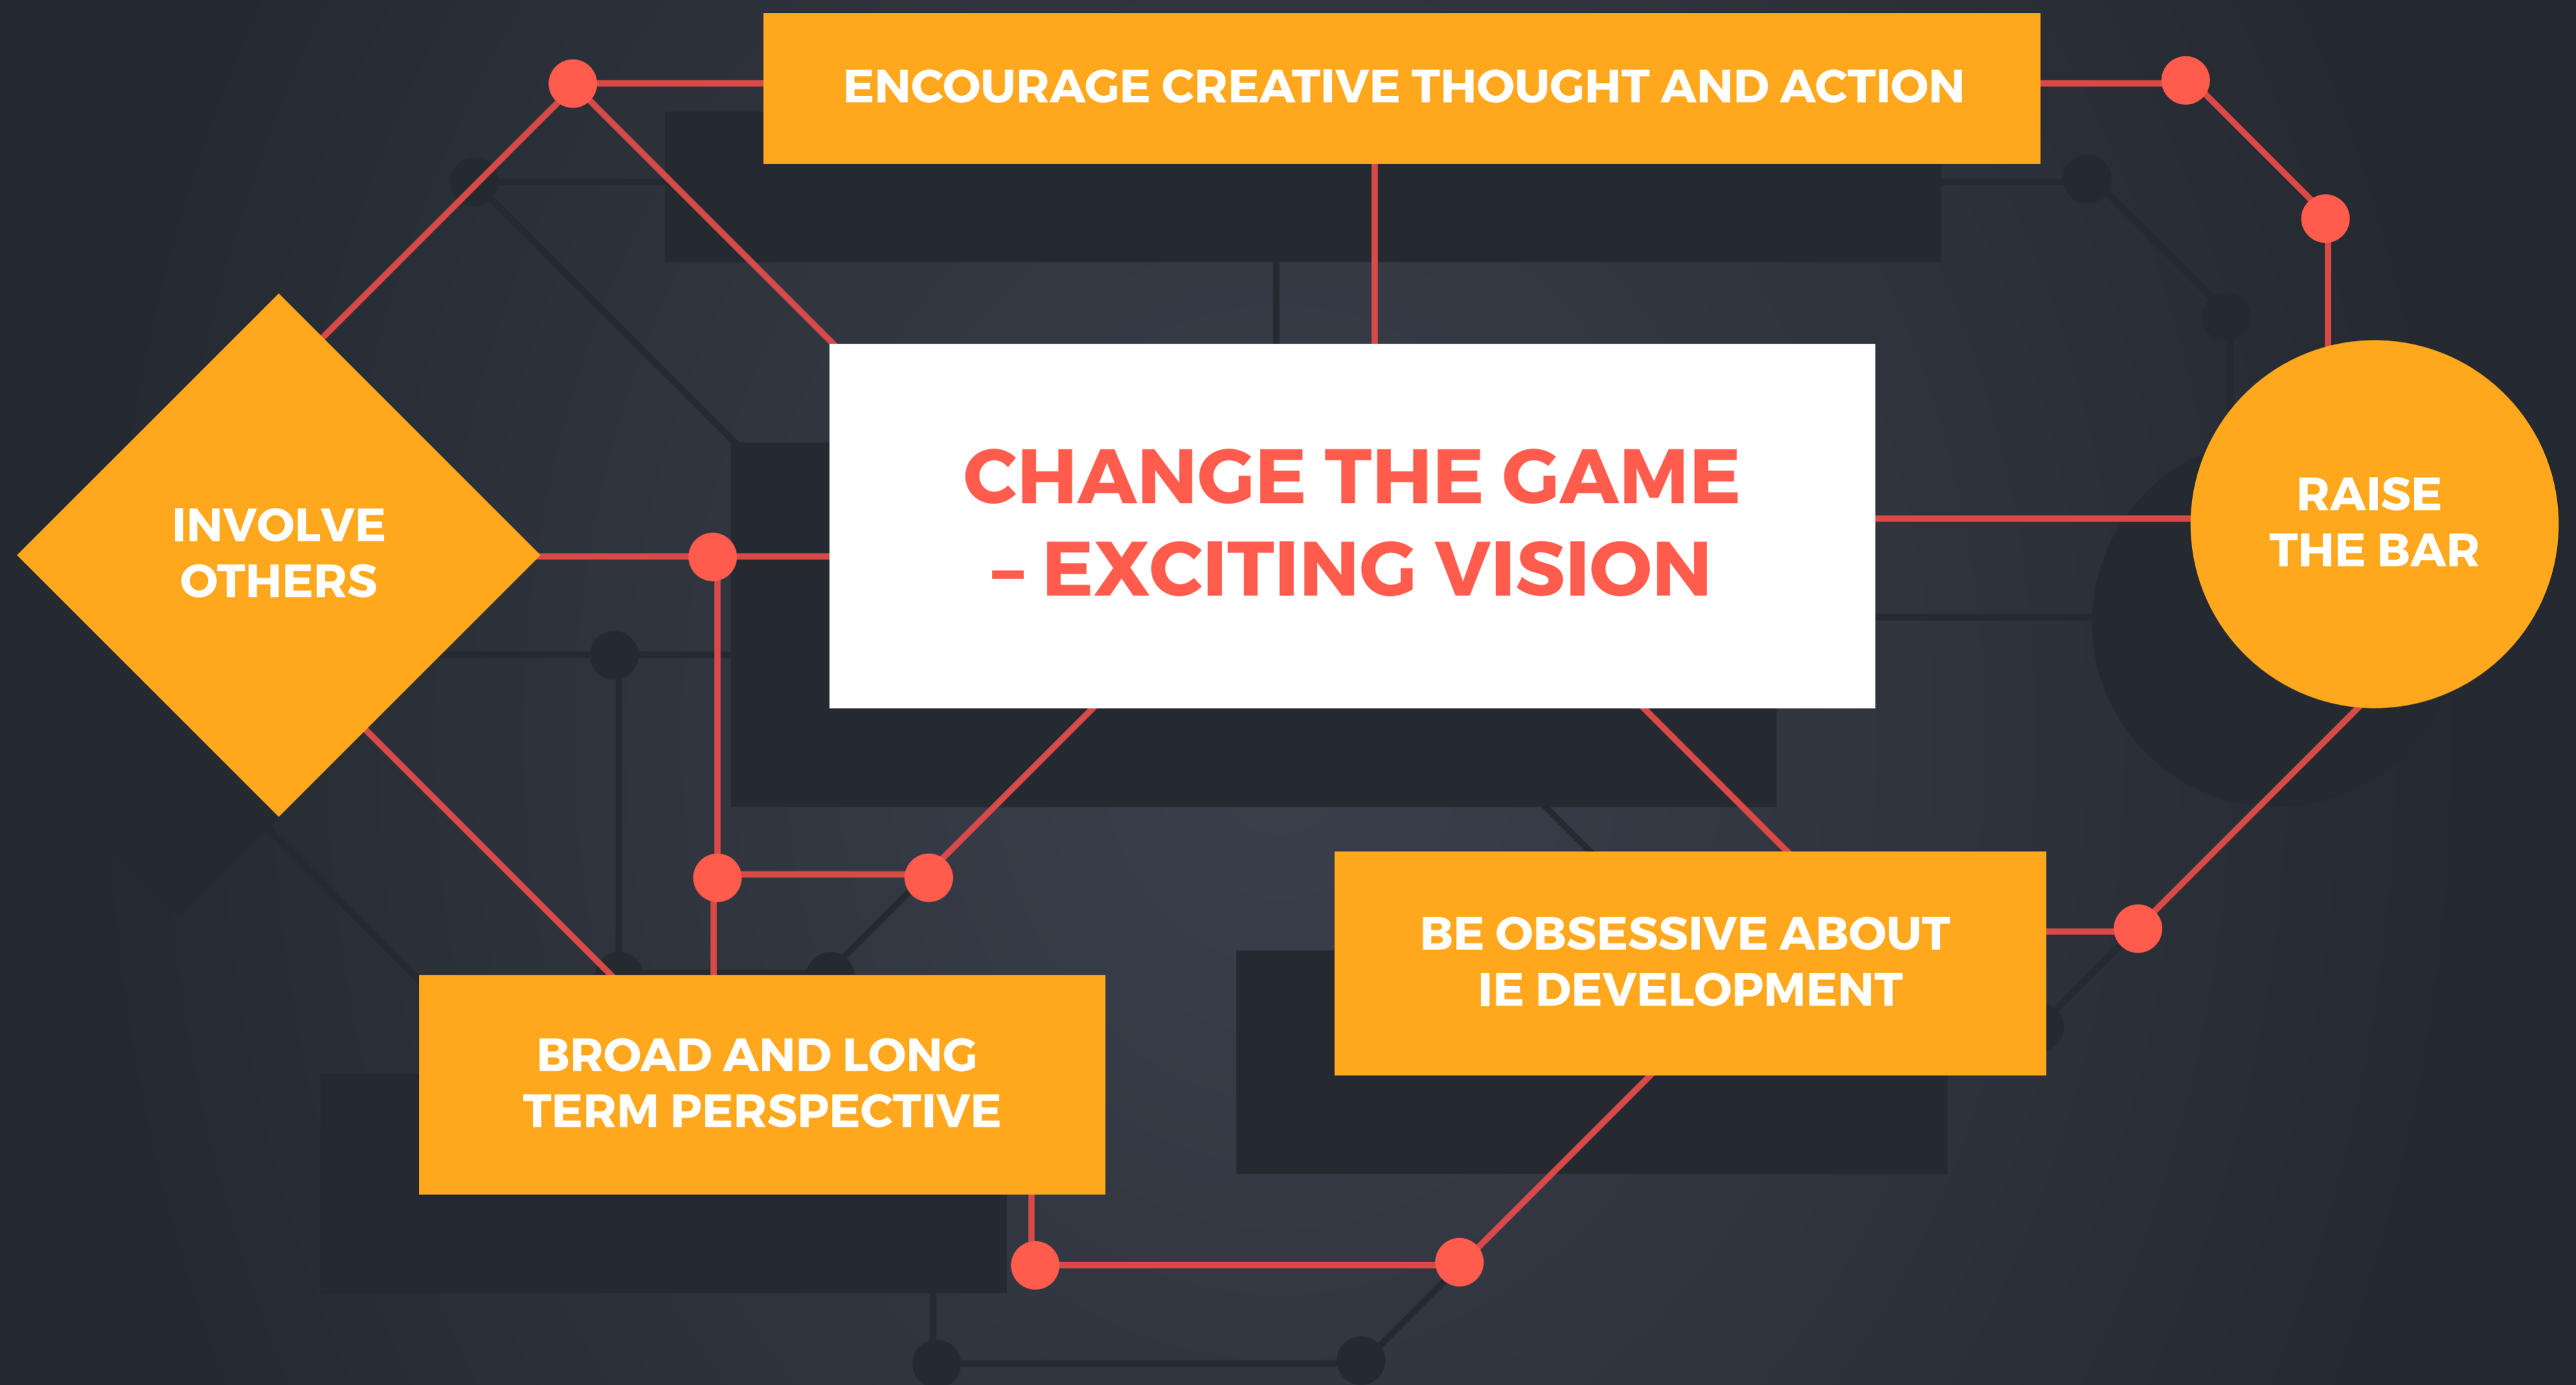 ENCOURAGE CREATIVE THOUGHT AND ACTION
CHANGE THE GAME
– EXCITING VISION
INVOLVE
OTHERS
RAISE
THE BAR
BE OBSESSIVE ABOUT
IE DEVELOPMENT
BROAD AND LONG
TERM PERSPECTIVE